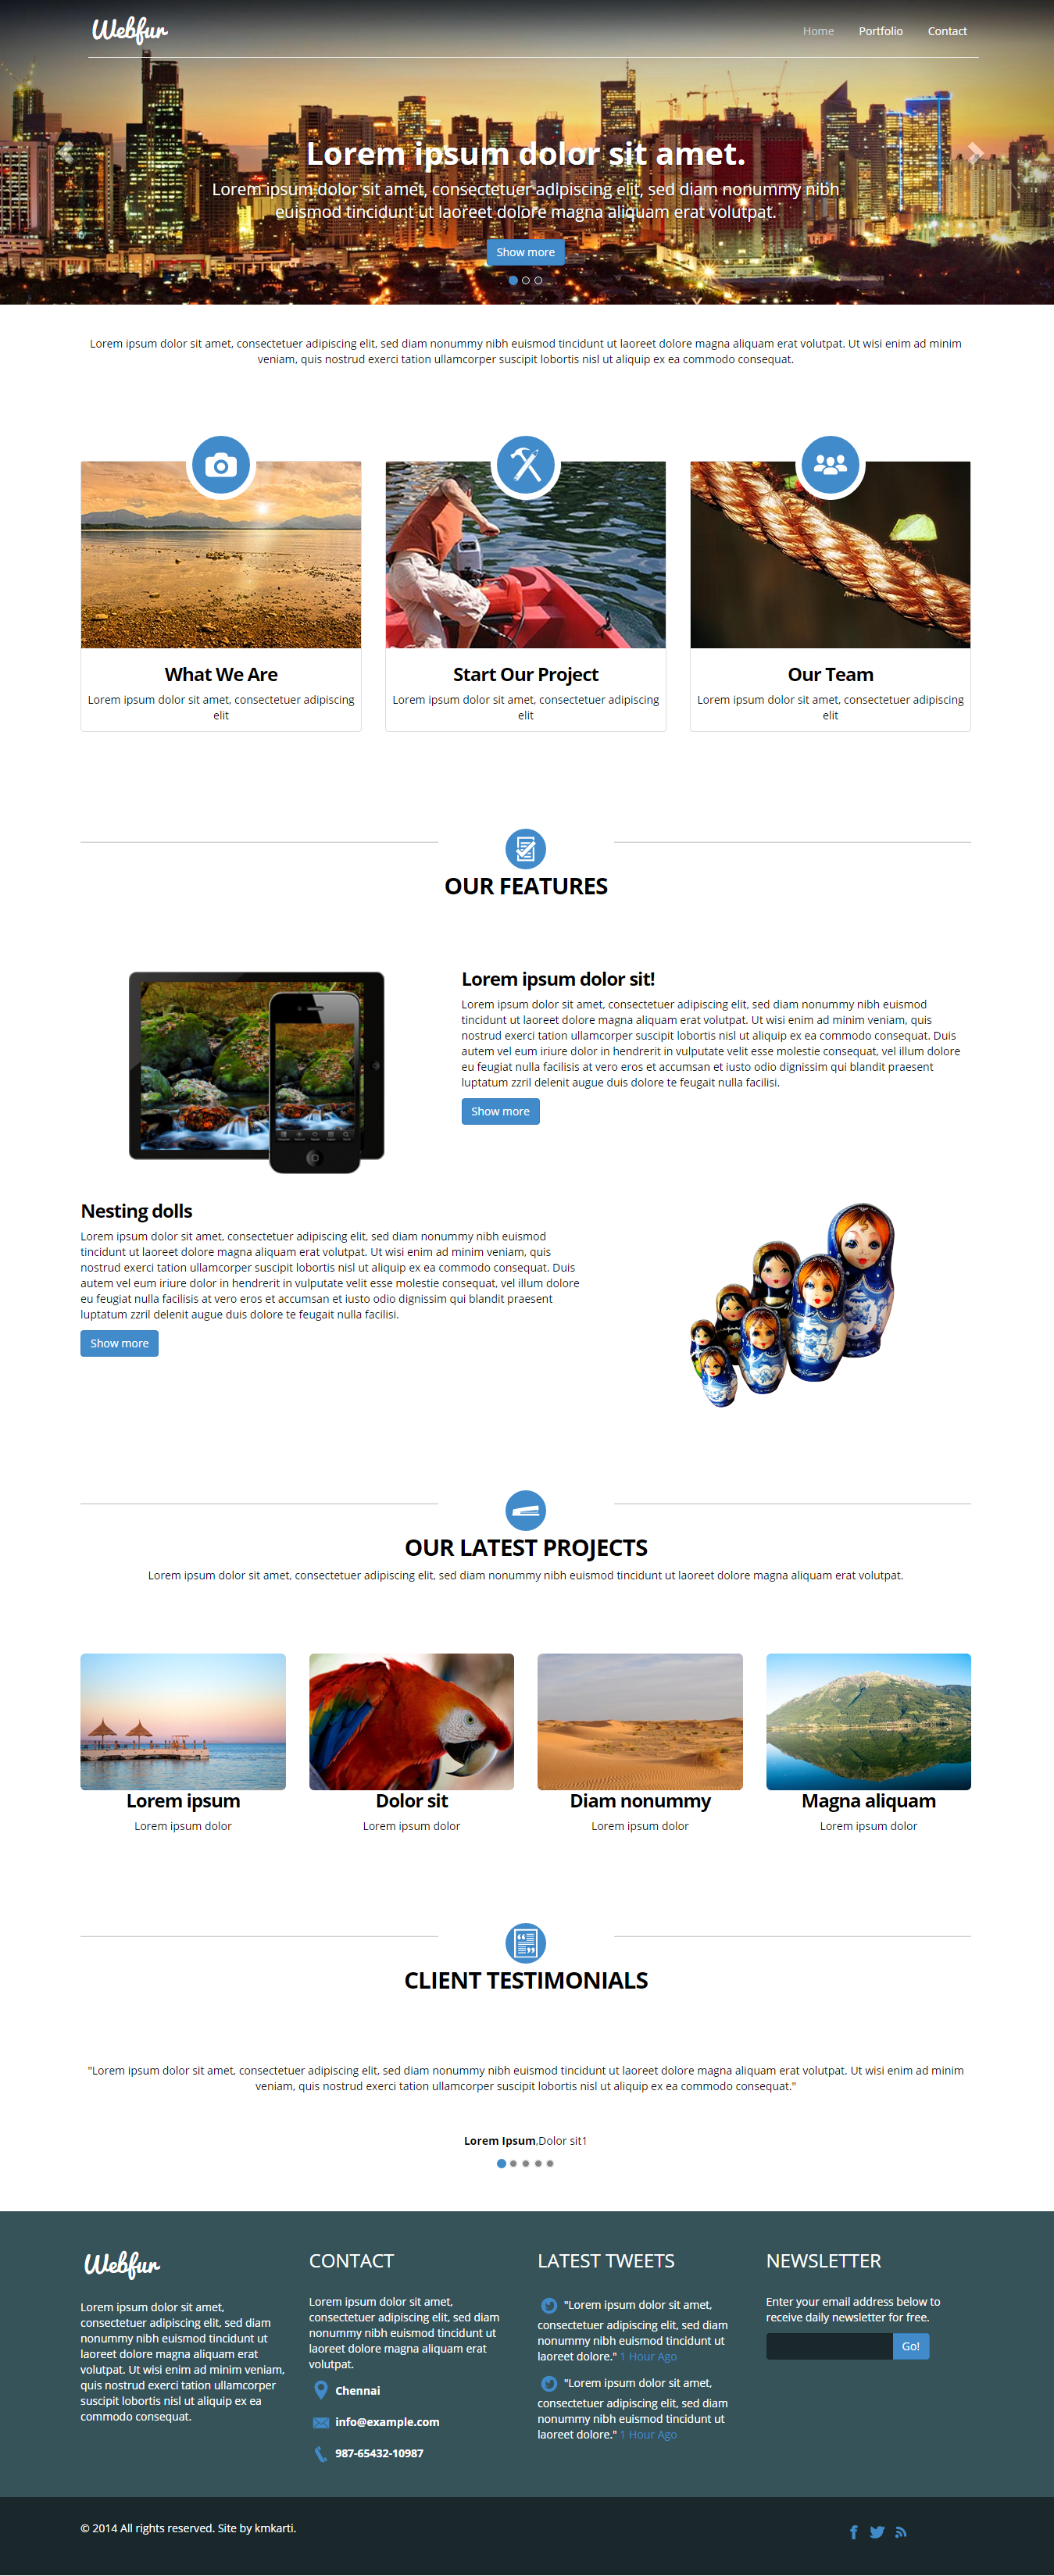 Webfur
Home Portfolio Contact
Lorem ipsum dolor sit amet.
Lorem ipsum dolor sit amet, consectetuer adipiscing elit, sed diam nonummy nibh
euismod tincidunt ut laoreet dolore magna aliquam erat volutpat.
Show more
Lorem ipsum dolor sit amet, consectetuer adipiscing elit, sed diam nonummy nibh euismod tincidunt ut laoreet dolore magna aliquam erat volutpat. Ut wisi enim ad minim
veniam, quis nostrud exerci tation ullamcorper suscipit lobortis nisl ut aliquip ex ea commodo consequat.
What We Are
Lorem ipsum dolor sit amet, consectetuer adipiscing
elit
Start Our Project
Lorem ipsum dolor sit amet, consectetuer adipiscing
elit
Our Team
Lorem ipsum dolor sit amet, consectetuer adipiscing
elit
OUR FEATURES
Lorem ipsum dolor sit!
Lorem ipsum dolor sit amet, consectetuer adipiscing elit, sed diam nonummy nibh euismod
tincidunt ut laoreet dolore magna aliquam erat volutpat. Ut wisi enim ad minim veniam, quis
nostrud exerci tation ullamcorper suscipit lobortis nisl ut aliquip ex ea commodo consequat. Duis
autem vel eum iriure dolor in hendrerit in vulputate velit esse molestie consequat, vel illum dolore
eu feugiat nulla facilisis at vero eros et accumsan et iusto odio dignissim qui blandit praesent
luptatum zzril delenit augue duis dolore te feugait nulla facilisi.
Show more
Nesting dolls
Lorem ipsum dolor sit amet, consectetuer adipiscing elit, sed diam nonummy nibh euismod
tincidunt ut laoreet dolore magna aliquam erat volutpat. Ut wisi enim ad minim veniam, quis
nostrud exerci tation ullamcorper suscipit lobortis nisl ut aliquip ex ea commodo consequat. Duis
autem vel eum iriure dolor in hendrerit in vulputate velit esse molestie consequat, vel illum dolore
eu feugiat nulla facilisis at vero eros et accumsan et iusto odio dignissim qui blandit praesent
luptatum zzril delenit augue duis dolore te feugait nulla facilisi.
Show more
OUR LATEST PROJECTS
Lorem ipsum dolor sit amet, consectetuer adipiscing elit, sed diam nonummy nibh euismod tincidunt ut laoreet dolore magna aliquam erat volutpat.
Lorem ipsum
Lorem ipsum dolor
Dolor sit
Lorem ipsum dolor
Diam nonummy
Lorem ipsum dolor
Magna aliquam
Lorem ipsum dolor
CLIENT TESTIMONIALS
"Lorem ipsum dolor sit amet, consectetuer adipiscing elit, sed diam nonummy nibh euismod tincidunt ut laoreet dolore magna aliquam erat volutpat. Ut wisi enim ad minim
veniam, quis nostrud exerci tation ullamcorper suscipit lobortis nisl ut aliquip ex ea commodo consequat."
Lorem Ipsum,Dolor sit1
Webfur
Lorem ipsum dolor sit amet,
consectetuer adipiscing elit, sed diam
nonummy nibh euismod tincidunt ut
laoreet dolore magna aliquam erat
volutpat. Ut wisi enim ad minim veniam,
quis nostrud exerci tation ullamcorper
suscipit lobortis nisl ut aliquip ex ea
commodo consequat.
CONTACT
Lorem ipsum dolor sit amet,
consectetuer adipiscing elit, sed diam
nonummy nibh euismod tincidunt ut
laoreet dolore magna aliquam erat
volutpat.
Chennai
info@example.com
987-65432-10987
LATEST TWEETS
"Lorem ipsum dolor sit amet,
consectetuer adipiscing elit, sed diam
nonummy nibh euismod tincidunt ut
laoreet dolore." 1 Hour Ago
"Lorem ipsum dolor sit amet,
consectetuer adipiscing elit, sed diam
nonummy nibh euismod tincidunt ut
laoreet dolore." 1 Hour Ago
NEWSLETTER
Enter your email address below to
receive daily newsletter for free.
Go!
© 2014 All rights reserved. Site by kmkarti.